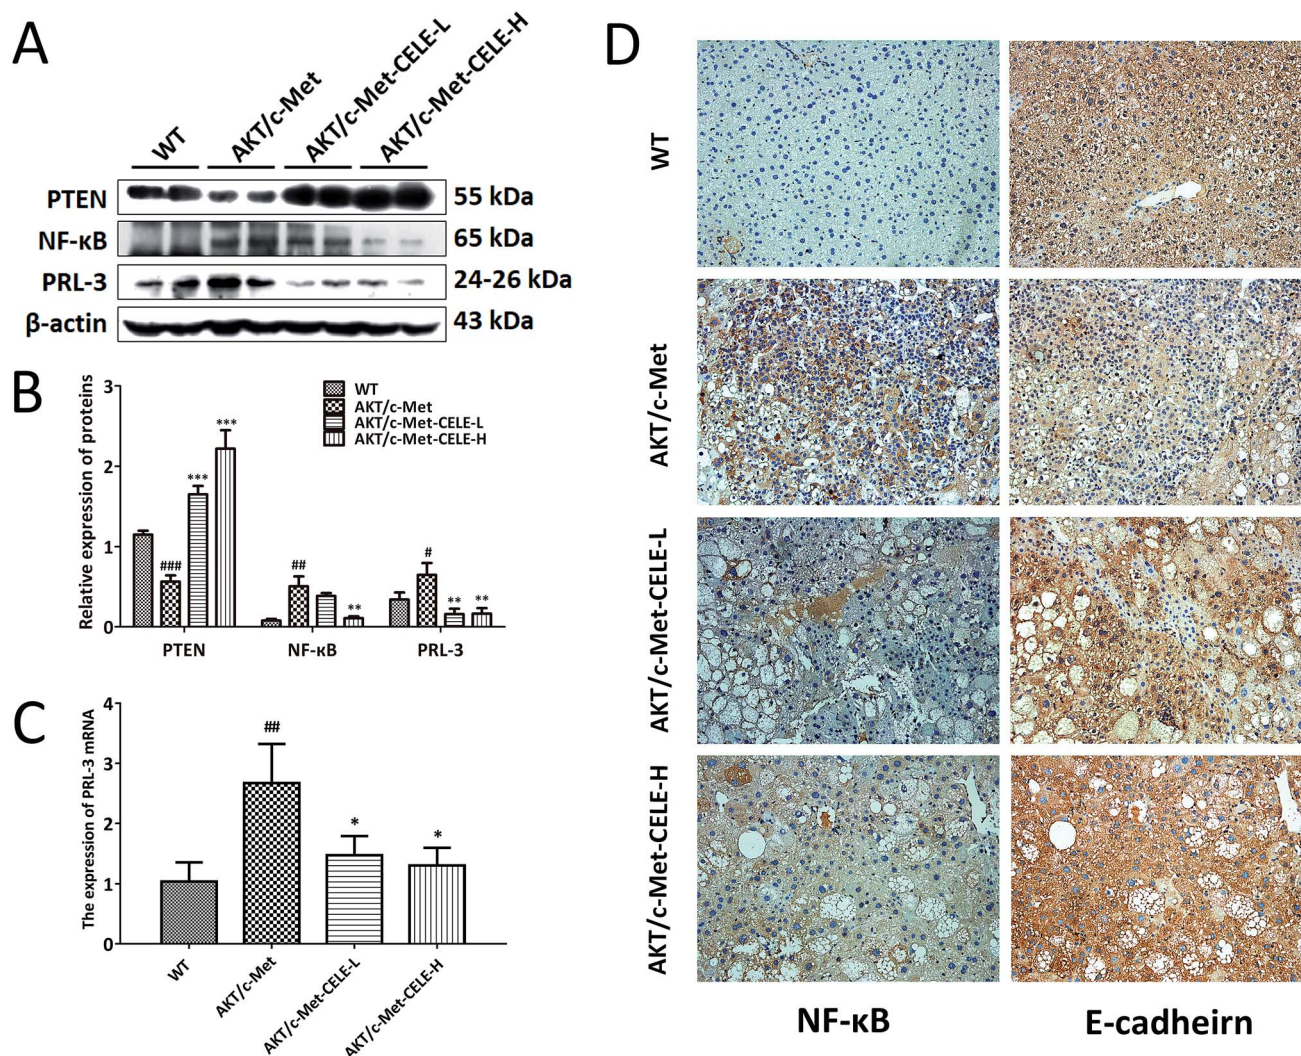 A
WT
AKT/c-Met
AKT/c-Met-CELE-L
AKT/c-Met-CELE-H
PTEN
55 kDa
NF-κB
65 kDa
PRL-3
24-26 kDa
β-actin
43 kDa
B
Relative expression of proteins
3
2
1
0
WT
AKT/c-Met
AKT/c-Met-CELE-L
AKT/c-Met-CELE-H
###
***
***
##
**
#
**
**
PTEN
NF-κB
PRL-3
C
The expression of PRL-3 mRNA
4
3
2
1
0
##
*
*
WT
AKT/c-Met
AKT/c-Met-CELE-L
AKT/c-Met-CELE-H
D
WT
AKT/c-Met
AKT/c-Met-CELE-L
AKT/c-Met-CELE-H
NF-κB
E-cadheirn